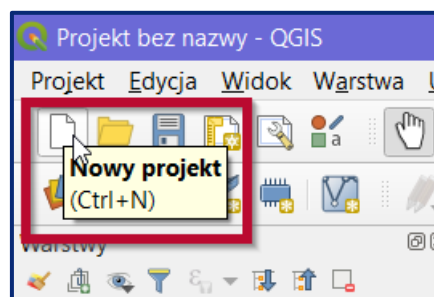 Projekt bez nazwy - QGIS
Projekt Edycja Widok Warstwa
a
Nowy projekt
(Ctrl+N)
Warstwy